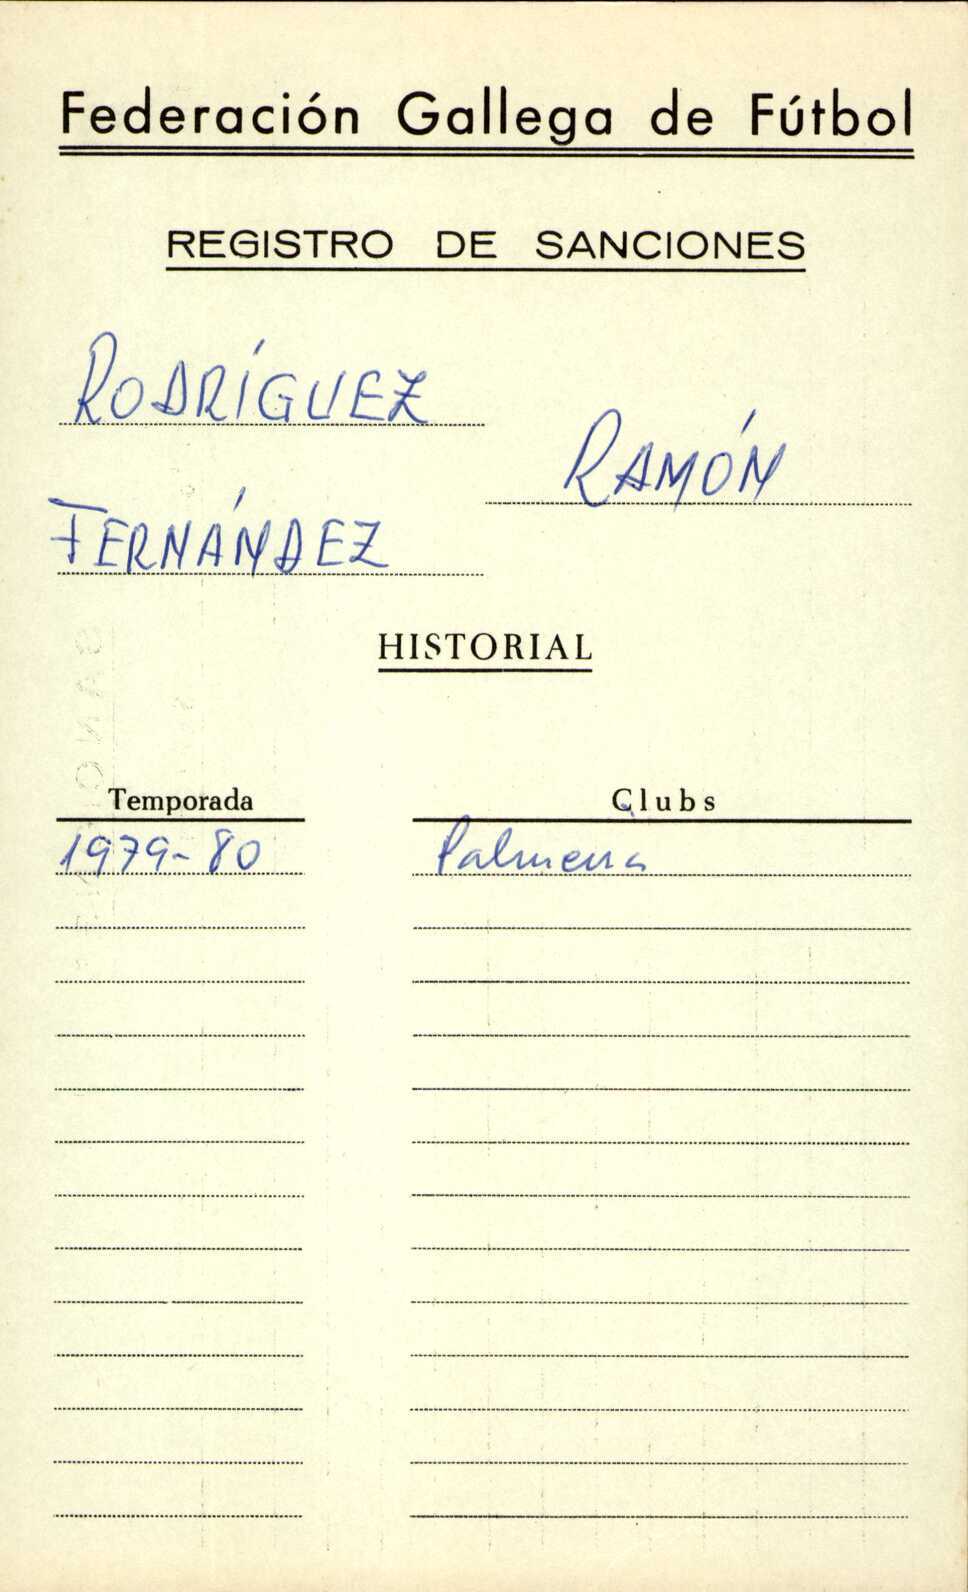 Federación Gallega de Fútbol
REGISTRO DE SANCIONES
RODRÍGUEZ
RAMÓN
FERNÁNDEZ
HISTORIAL
Temporada Clubs
1979-80 Palmeira